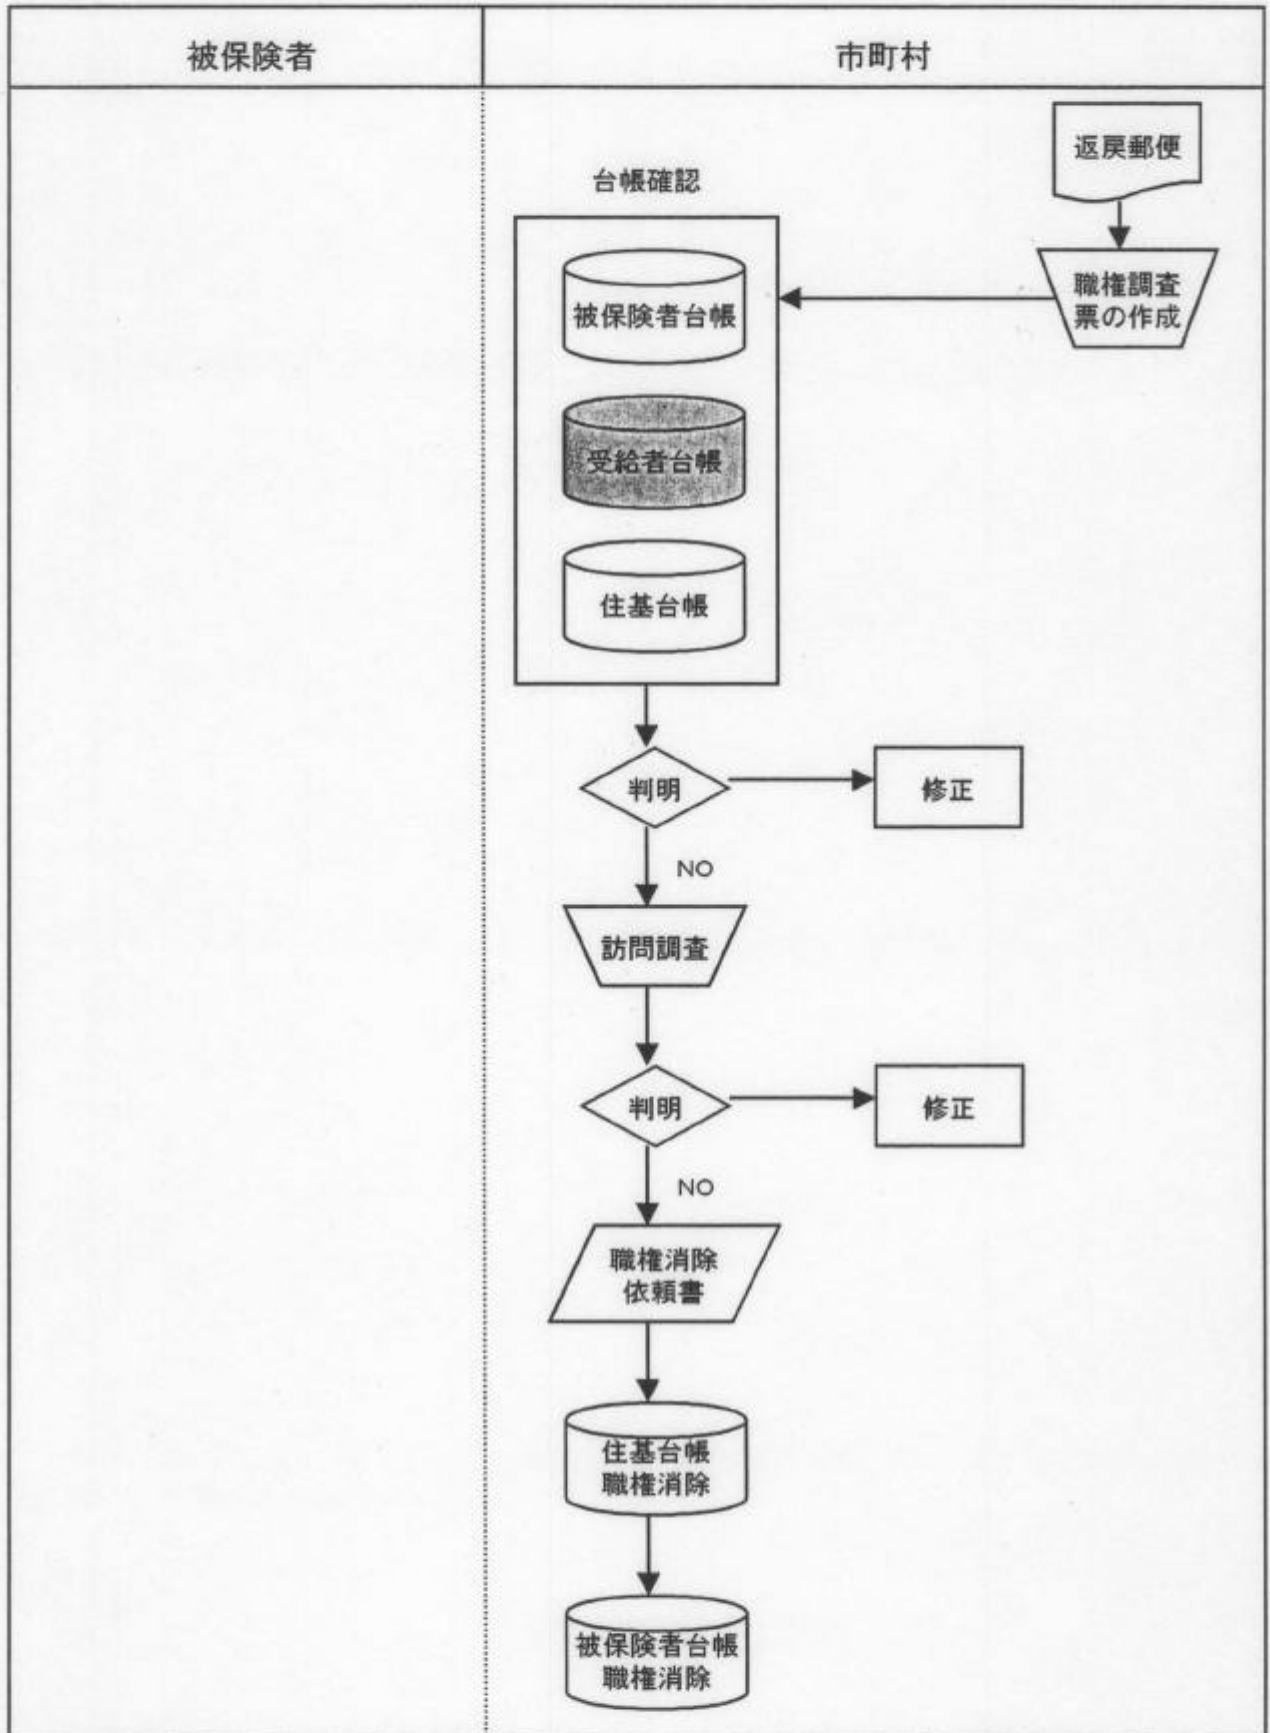 被保険者
市町村
返戻郵便
台帳確認
職権調査
票の作成
被保険者台帳
受給者台帳
住基台帳
判明
修正
NO
訪問調査
判明
修正
NO
職権消除
依頼書
住基台帳
職権消除
被保険者台帳
職権消除